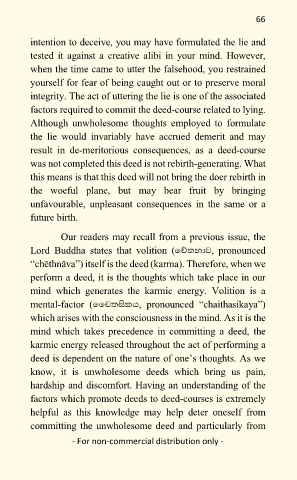 66
intention to deceive, you may have formulated the lie and
tested it against a creative alibi in your mind. However,
when the time came to utter the falsehood, you restrained
yourself for fear of being caught out or to preserve moral
integrity. The act of uttering the lie is one of the associated
factors required to commit the deed-course related to lying.
Although unwholesome thoughts employed to formulate
the lie would invariably have accrued demerit and may
result in de-meritorious consequences, as a deed-course
was not completed this deed is not rebirth-generating. What
this means is that this deed will not bring the doer rebirth in
the woeful plane, but may bear fruit by bringing
unfavourable, unpleasant consequences in the same or a
future birth.
Our readers may recall from a previous issue, the
Lord Buddha states that volition (චේතනාව, pronounced
“chēthnāva”) itself is the deed (karma). Therefore, when we
perform a deed, it is the thoughts which take place in our
mind which generates the karmic energy. Volition is a
mental-factor (චෛතසිකය, pronounced “chaithasikaya”)
which arises with the consciousness in the mind. As it is the
mind which takes precedence in committing a deed, the
karmic energy released throughout the act of performing a
deed is dependent on the nature of one’s thoughts. As we
know, it is unwholesome deeds which bring us pain,
hardship and discomfort. Having an understanding of the
factors which promote deeds to deed-courses is extremely
helpful as this knowledge may help deter oneself from
committing the unwholesome deed and particularly from
- For non-commercial distribution only -